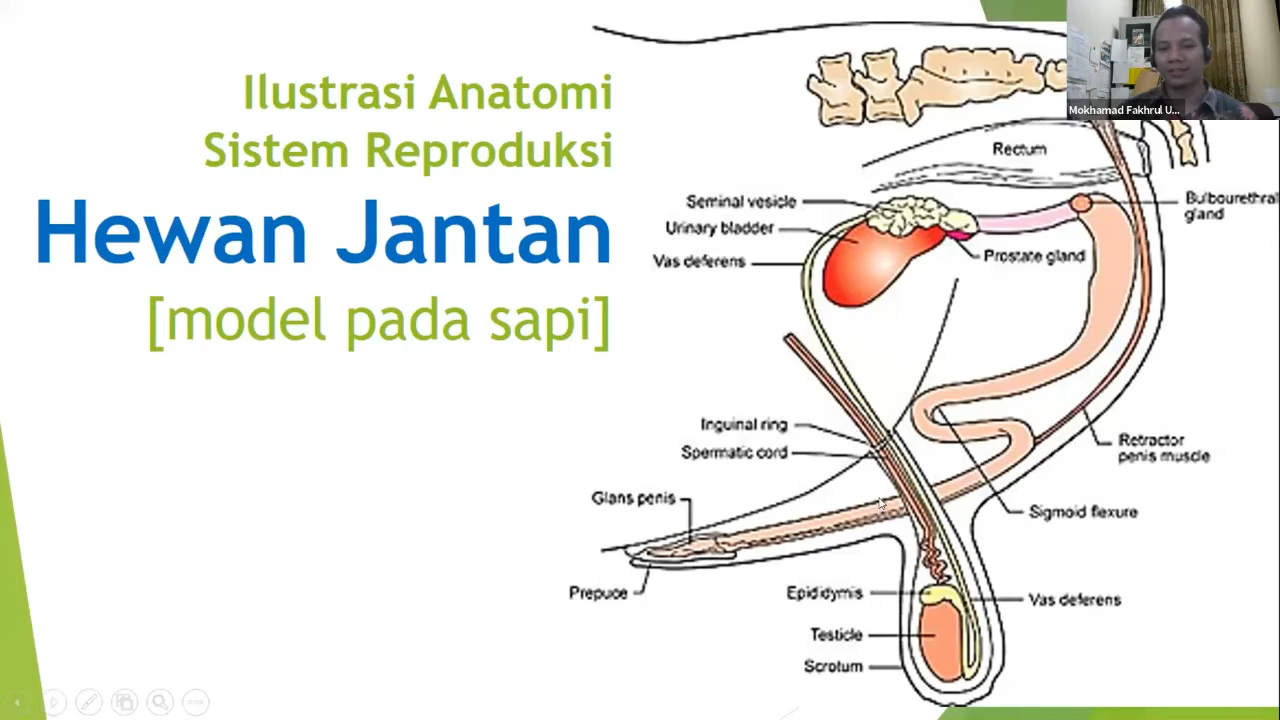 Ilustrasi Anatomi
Sistem Reproduksi
Hewan Jantan
[model pada sapi]
Mokhamad Fakhrul U...
Rectum
Seminal vesicle
Bulbourethral
gland
Urinary bladder
Vas deferens
Prostate gland
Inguinal ring
Spermatic cord
Retractor
penis muscle
Glans penis
Sigmoid flexure
Prepuce
Epididymis
Vas deferens
Testicle
Scrotum